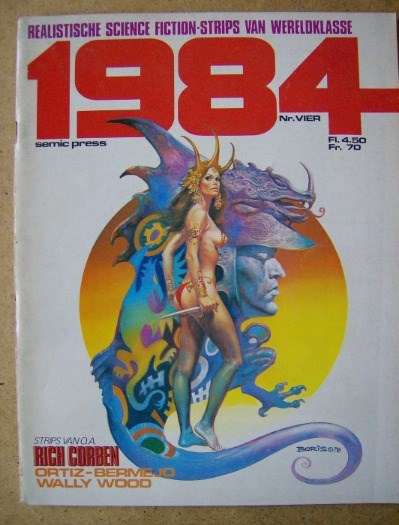 REALISTISCHE SCIENCE FICTION-STRIPS VAN WERELDKLASSE
1984
Nr. VIER
semic press
Fl. 4.50
Fr. 70
STRIPS VAN O.A.
RICH CORBEN
ORTIZ-BERMEJO
WALLY WOOD
BORIS